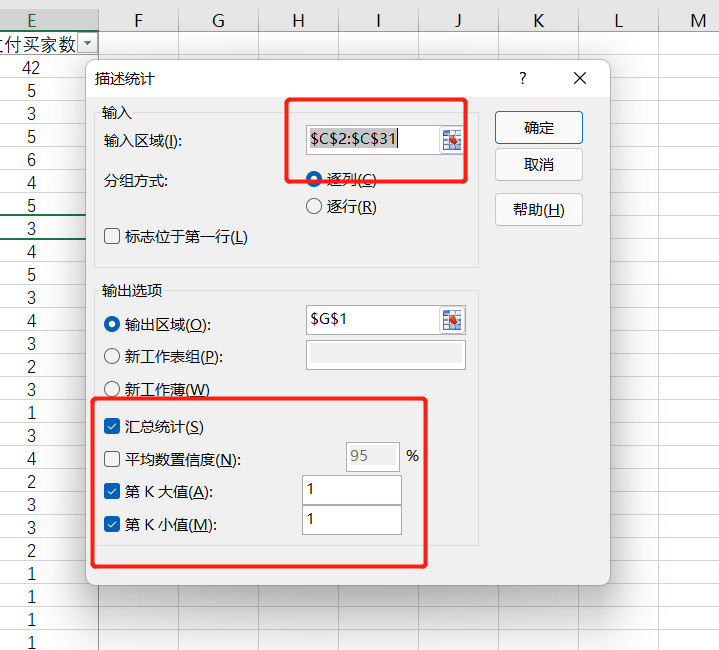 E F G H I J K L M
付买家数
42
5
3
5
6
4
5
3
4
5
3
4
3
2
3
1
3
4
2
3
3
2
1
1
1
1
描述统计 ?
输入
输入区域(I): $C$2:$C$31
分组方式: 逐列(C)
逐行(R)
标志位于第一行(L)
确定
取消
帮助(H)
输出选项
输出区域(O): $G$1
新工作表组(P):
新工作薄(W)
汇总统计(S)
平均数置信度(N): 95 %
第 K 大值(A): 1
第 K 小值(M): 1